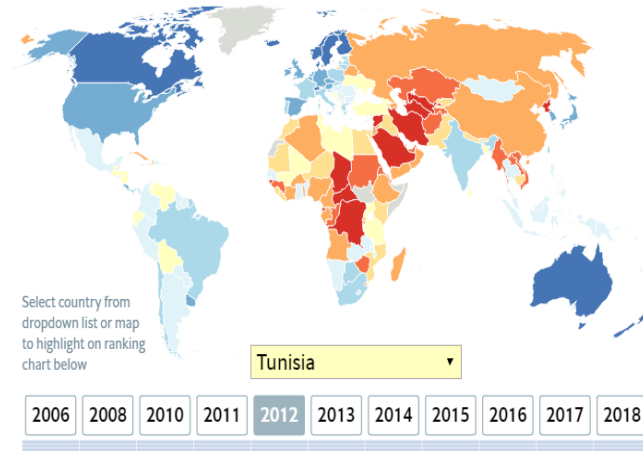 Select country from
dropdown list or map
to highlight on ranking
chart below
Tunisia
2006 2008 2010 2011 2012 2013 2014 2015 2016 2017 2018